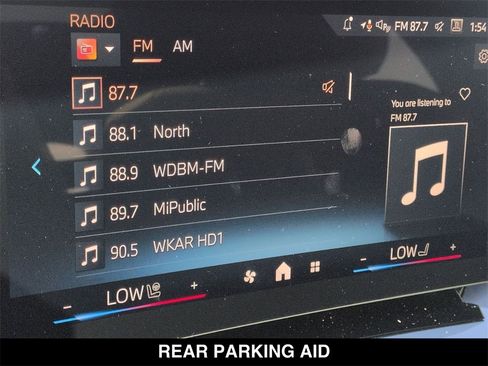 RADIO
FM 87.7
1:54
FM AM
87.7
You are listening to
FM 87.7
88.1 North
88.9 WDBM-FM
89.7 MiPublic
90.5 WKAR HD1
- LOW +
- LOW +
REAR PARKING AID